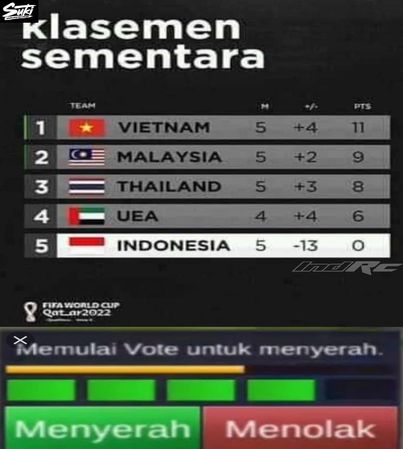 Suki
klasemen
sementara
TEAM M +/- PTS
1 VIETNAM 5 +4 11
2 MALAYSIA 5 +2 9
3 THAILAND 5 +3 8
4 UEA 4 +4 6
5 INDONESIA 5 -13 0
IndRc
FIFA WORLD CUP
Qatar2022
Memulai Vote untuk menyerah.
Menyerah Menolak